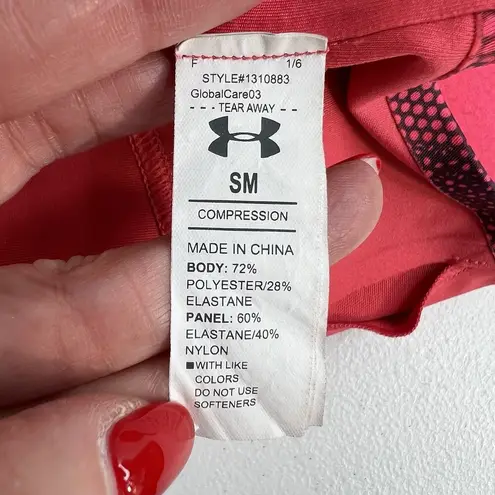 F 1/6
STYLE#1310883
GlobalCare03
- - - TEAR AWAY - - -
SM
COMPRESSION
MADE IN CHINA
BODY: 72%
POLYESTER/28%
ELASTANE
PANEL: 60%
ELASTANE/40%
NYLON
■WITH LIKE
COLORS
DO NOT USE
SOFTENERS